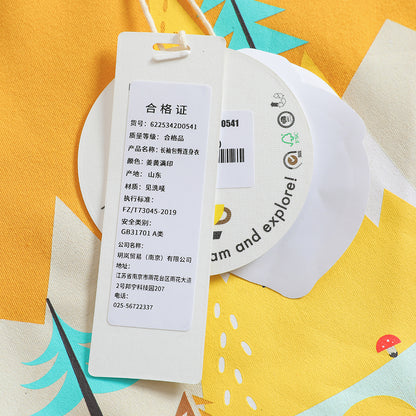 合格证
货号：6225342D0541
质量等级：合格品
产品名称：长袖包臀连身衣
颜色：姜黄满印
产地：山东
材质：见洗唛
执行标准：
FZ/T73045-2019
安全类别：
GB31701 A类
公司名称：
玥岚贸易（南京）有限公司
地址：
江苏省南京市雨花台区雨花大道
2号邦宁科技园207
电话：
025-56722337
D0541
am and explore!